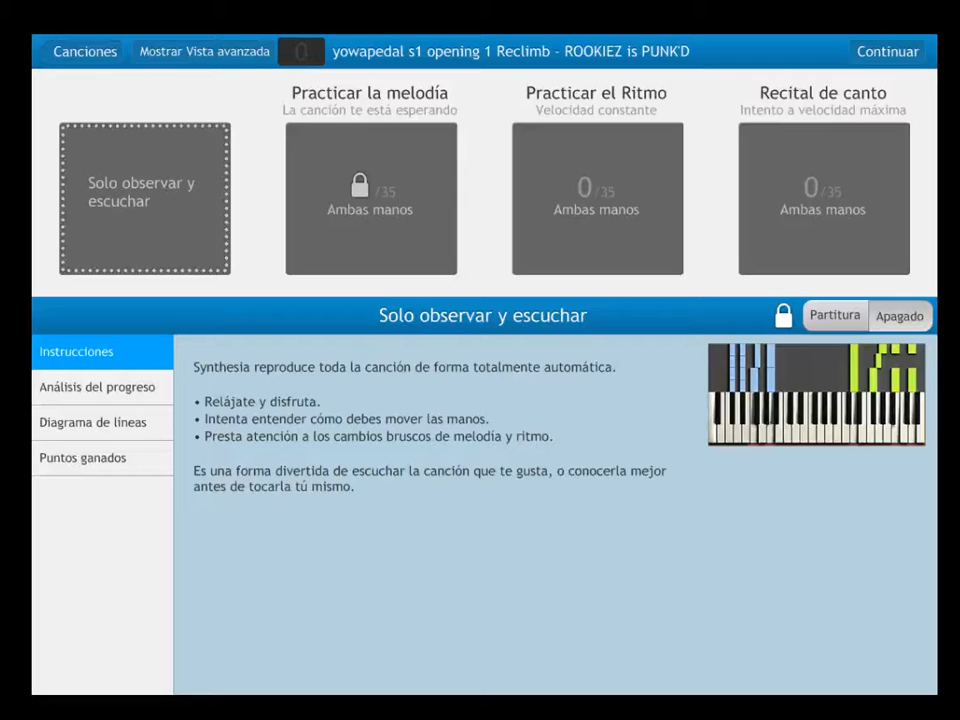 Canciones
Mostrar Vista avanzada
0
yowapedal s1 opening 1 Reclimb - ROOKIEZ is PUNK'D
Continuar
Practicar la melodía
La canción te está esperando
Practicar el Ritmo
Velocidad constante
Recital de canto
Intento a velocidad máxima
Solo observar y
escuchar
/35
Ambas manos
0/35
Ambas manos
0/35
Ambas manos
Solo observar y escuchar
Partitura
Apagado
Instrucciones
Análisis del progreso
Diagrama de líneas
Puntos ganados
Synthesia reproduce toda la canción de forma totalmente automática.
• Relájate y disfruta.
• Intenta entender cómo debes mover las manos.
• Presta atención a los cambios bruscos de melodía y ritmo.
Es una forma divertida de escuchar la canción que te gusta, o conocerla mejor
antes de tocarla tú mismo.